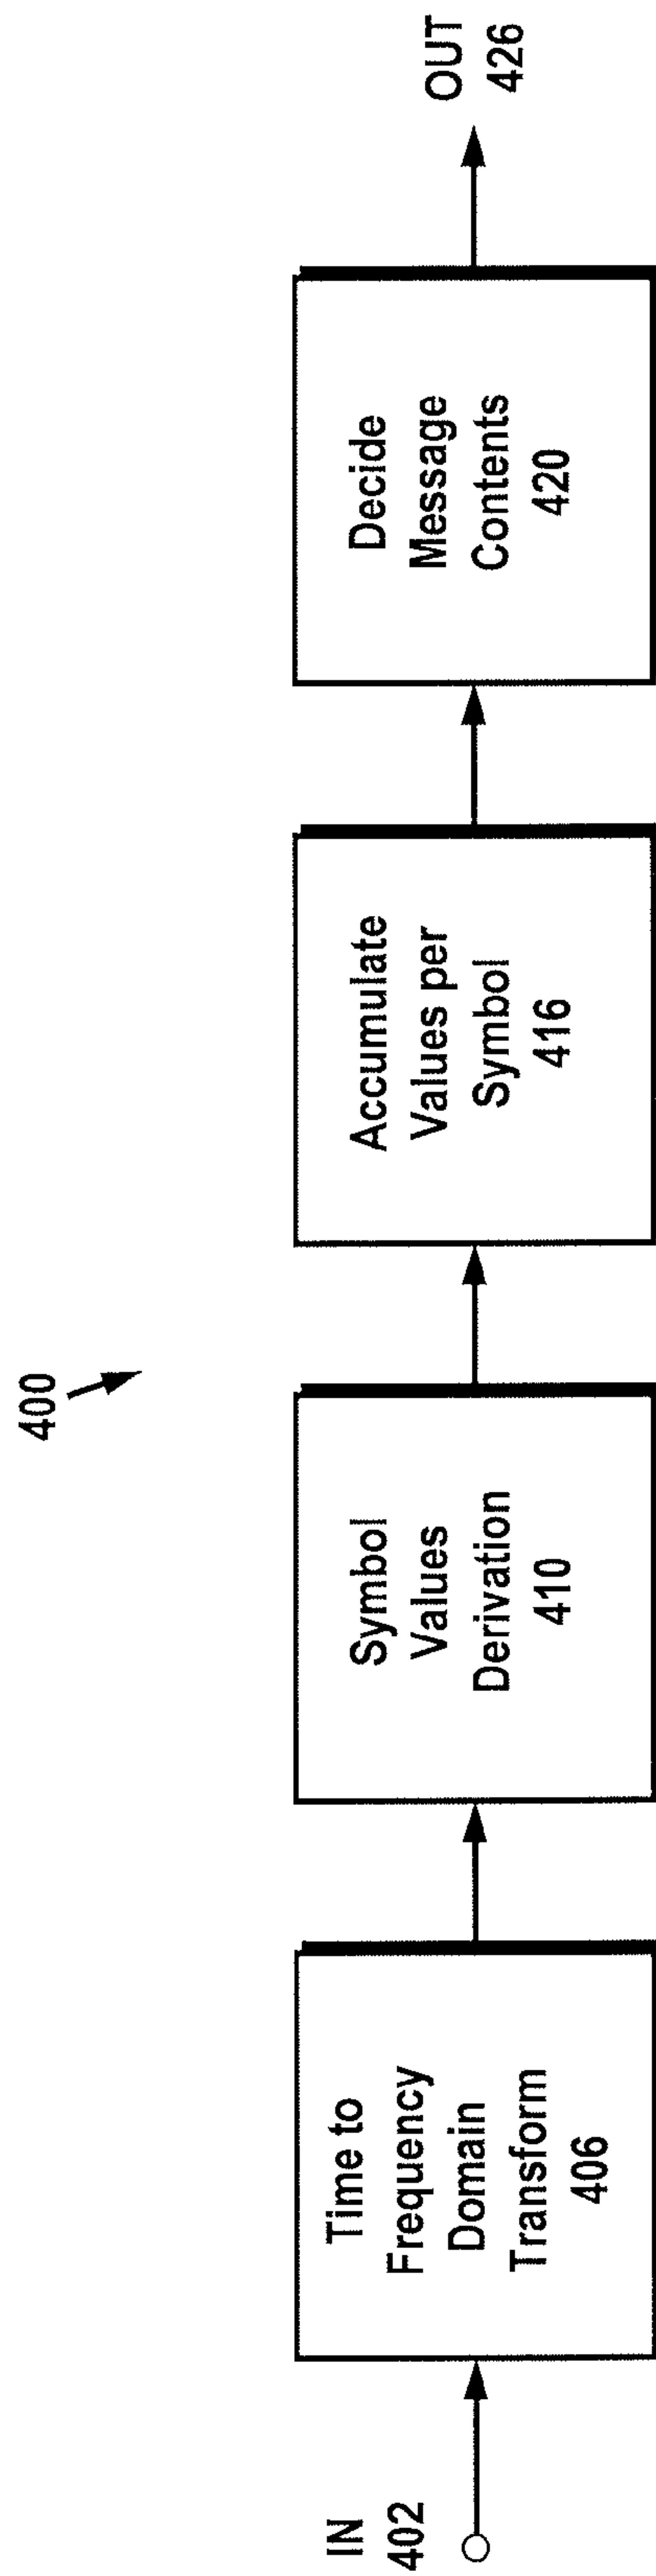 400
IN
402
Time to
Frequency
Domain
Transform
406
Symbol
Values
Derivation
410
Accumulate
Values per
Symbol
416
Decide
Message
Contents
420
OUT
426